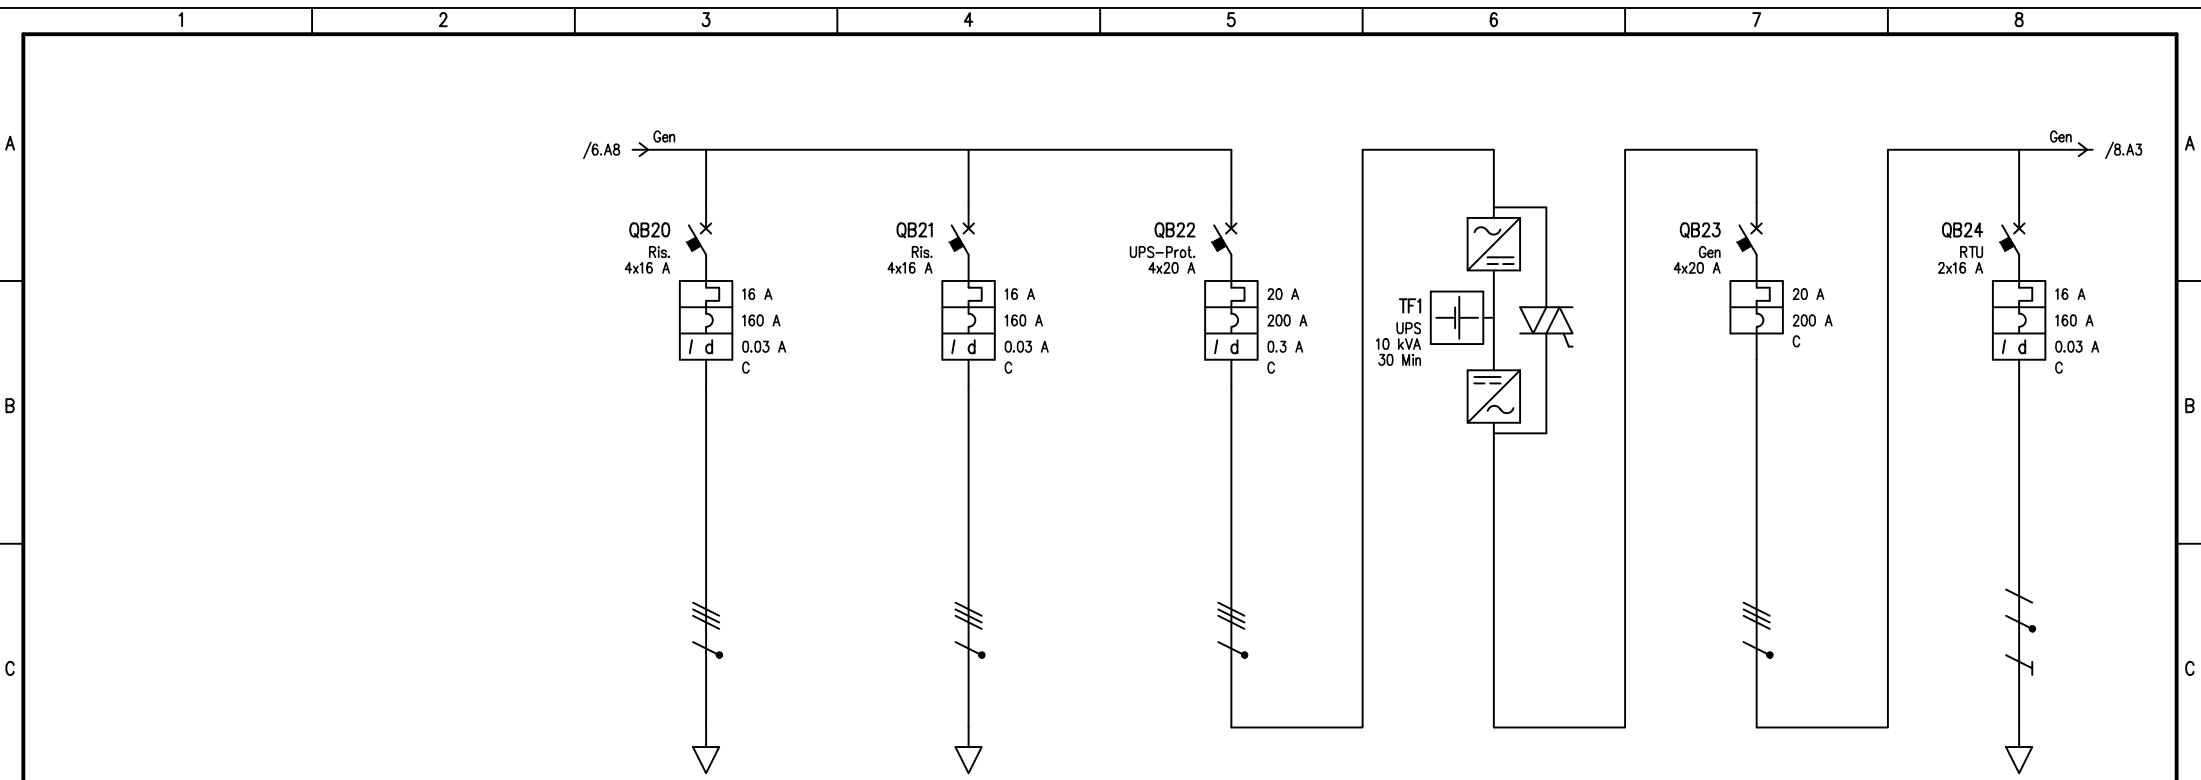 1 2 3 4 5 6 7 8
A A
/6.A8 Gen
Gen /8.A3
QB20
Ris.
4x16 A
16 A
160 A
I d 0.03 A
C
QB21
Ris.
4x16 A
16 A
160 A
I d 0.03 A
C
QB22
UPS-Prot.
4x20 A
20 A
200 A
I d 0.3 A
C
TF1
UPS
10 kVA
30 Min
QB23
Gen
4x20 A
20 A
200 A
C
QB24
RTU
2x16 A
16 A
160 A
I d 0.03 A
C
B B
C C